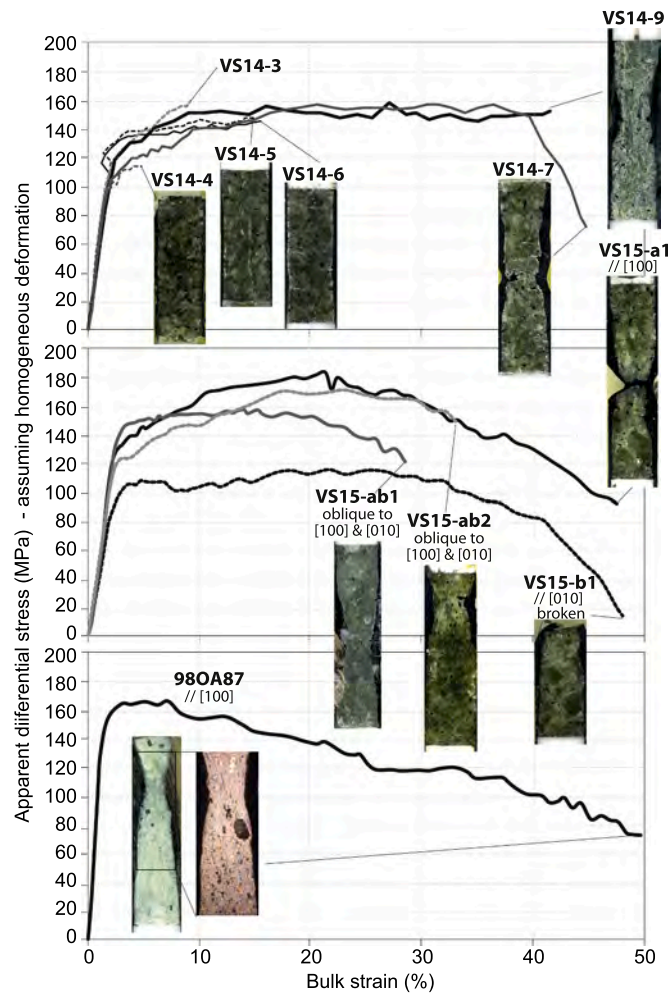 VS14-9
200
180
160
140
120
100
80
60
40
20
0
VS14-3
VS14-4
VS14-5
VS14-6
VS14-7
VS15-a1
// [100]
200
180
160
140
120
100
80
60
40
20
0
VS15-ab1
oblique to
[100] & [010]
VS15-ab2
oblique to
[100] & [010]
VS15-b1
// [010]
broken
200
180
160
140
120
100
80
60
40
20
0
98OA87
// [100]
0
10
20
30
40
50
Bulk strain (%)
Apparent diifferential stress (MPa) - assuming homogeneous deformation